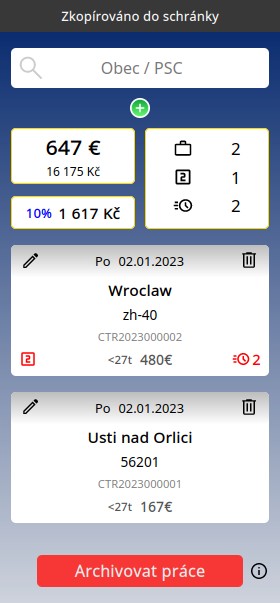 Zkopírováno do schránky
Obec / PSC
647 €
16 175 Kč
10% 1 617 Kč
2
1
2
Po 02.01.2023
Wroclaw
zh-40
CTR2023000002
<27t 480€
2
Po 02.01.2023
Usti nad Orlici
56201
CTR2023000001
<27t 167€
Archivovat práce